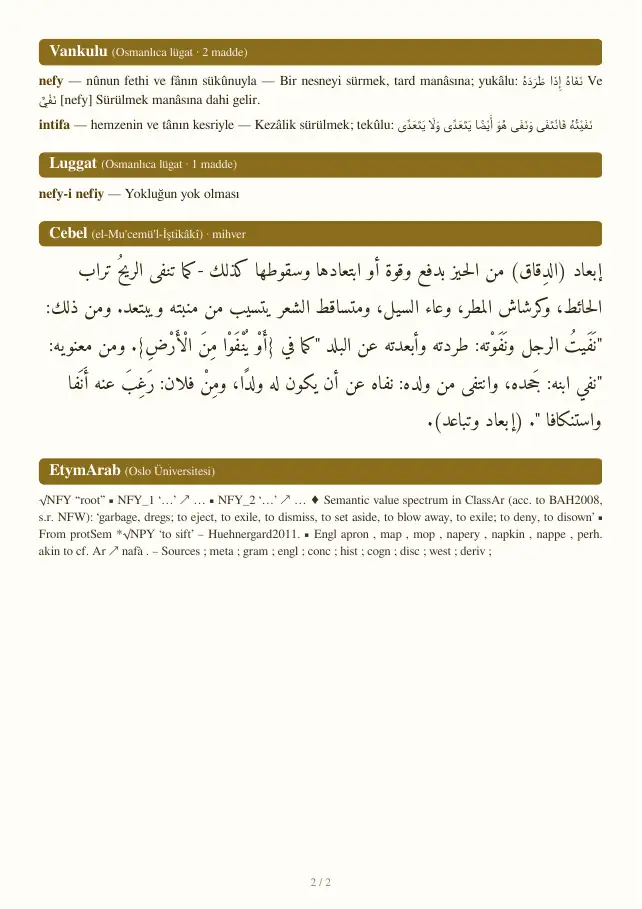 Vankulu (Osmanlıca lügat · 2 madde)
nefy — nûnun fethi ve fânın sükûnuyla — Bir nesneyi sürmek, tard manâsına; yukâlu: نَفَاهُ إِذَا طَرَدَهُ Ve
نَفْيٌ [nefy] Sürülmek manâsına dahi gelir.
intifa — hemzenin ve tânın kesriyle — Kezâlik sürülmek; tekûlu: نَفَيْتُهُ فَانْتَفَى وَنَفَى هُوَ أَيْضًا يَتَعَدَّى وَلَا يَتَعَدَّى
Luggat (Osmanlıca lügat · 1 madde)
nefy-i nefiy — Yokluğun yok olması
Cebel (el-Mu'cemü'l-İştikâkî) · mihver
إبعاد (الدِقاق) من الحيز بدفع وقوة أو ابتعادها وسقوطها كذلك -كما تنفى الريحُ تراب
الحائط، وكرشاش المطر، وعاء السيل، ومتساقط الشعر يتسيب من منبته ويبتعد. ومن ذلك:
"نَفَيتُ الرجل ونَفَوْته: طردته وأبعدته عن البلد "كما في {أَوْ يُنْفَوْا مِنَ الْأَرْضِ}. ومن معنويه:
"نفي ابنه: جَحده، وانتفى من ولده: نفاه عن أن يكون له ولدًا، ومِنْ فلان: رَغِبَ عنه أَنَفا
واستنكافا ". (إبعاد وتباعد).
EtymArab (Oslo Üniversitesi)
√NFY “root” ▪ NFY_1 ‘…’ ↗ … ▪ NFY_2 ‘…’ ↗ … ♦ Semantic value spectrum in ClassAr (acc. to BAH2008,
s.r. NFW): ‘garbage, dregs; to eject, to exile, to dismiss, to set aside, to blow away, to exile; to deny, to disown’ ▪
From protSem *√NPY ‘to sift’ – Huehnergard2011. ▪ Engl apron , map , mop , napery , napkin , nappe , perh.
akin to cf. Ar ↗ nafà . – Sources ; meta ; gram ; engl ; conc ; hist ; cogn ; disc ; west ; deriv ;
2 / 2